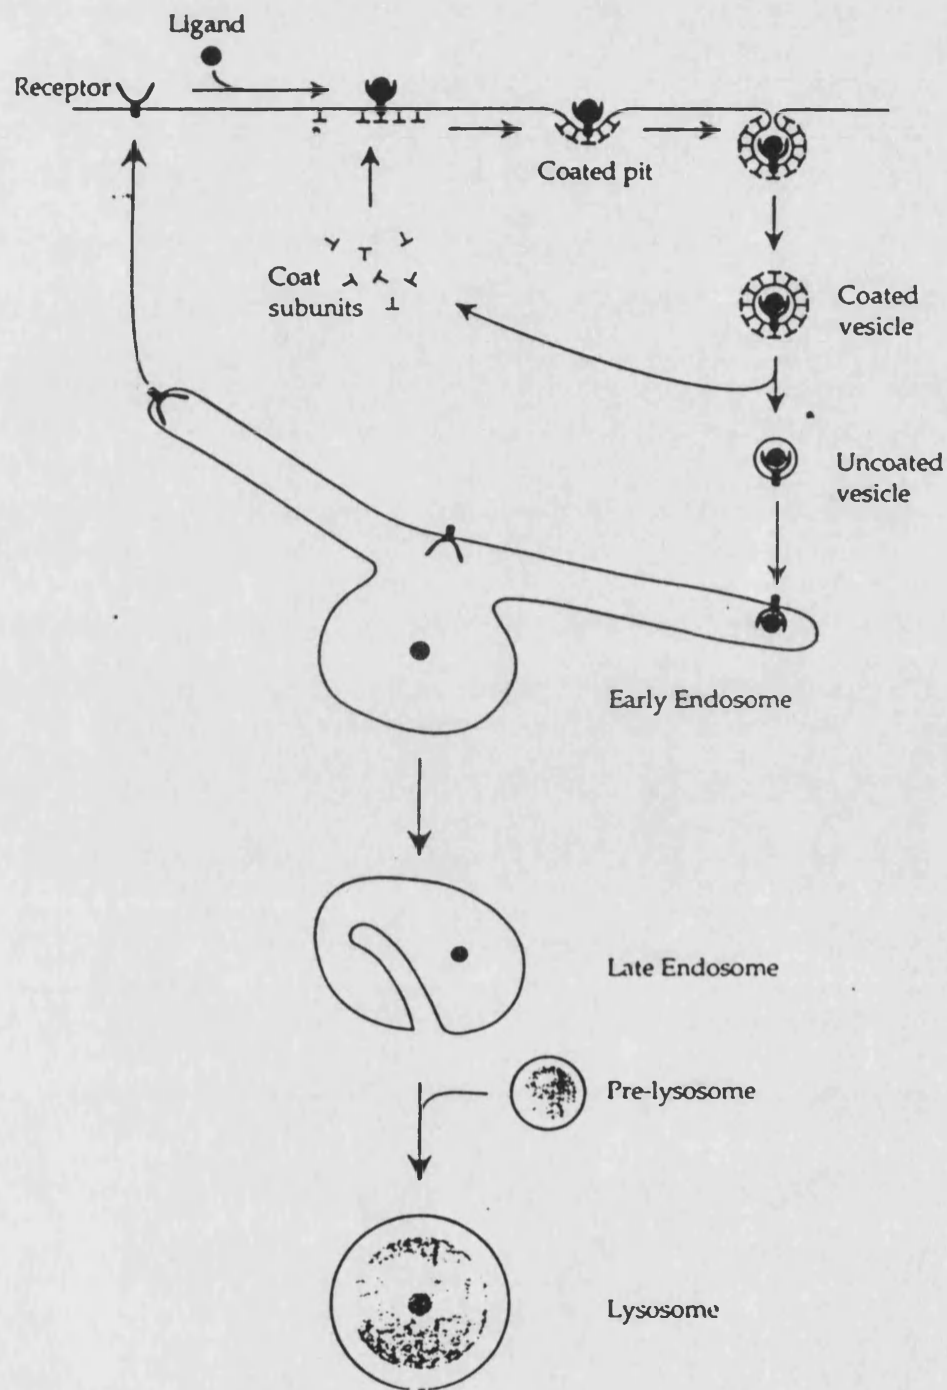 Ligand
Receptor
Coated pit
Coat
subunits
Coated
vesicle
Uncoated
vesicle
Early Endosome
Late Endosome
Pre-lysosome
Lysosome